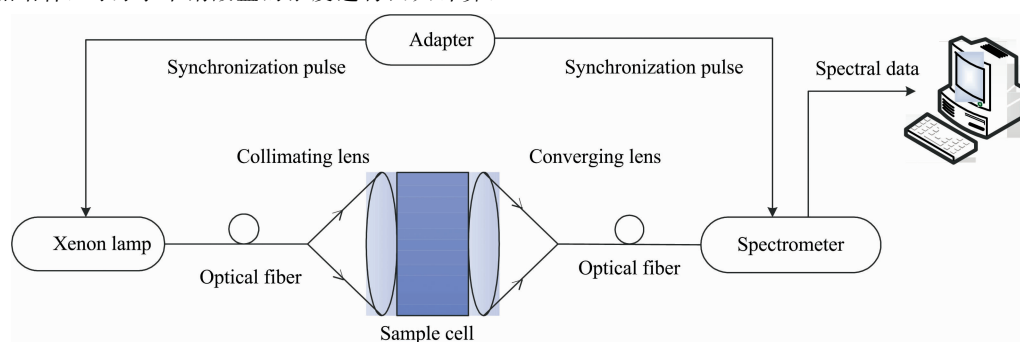 Adapter
Synchronization pulse
Synchronization pulse
Spectral data
Collimating lens
Converging lens
Xenon lamp
Spectrometer
Optical fiber
Optical fiber
Sample cell